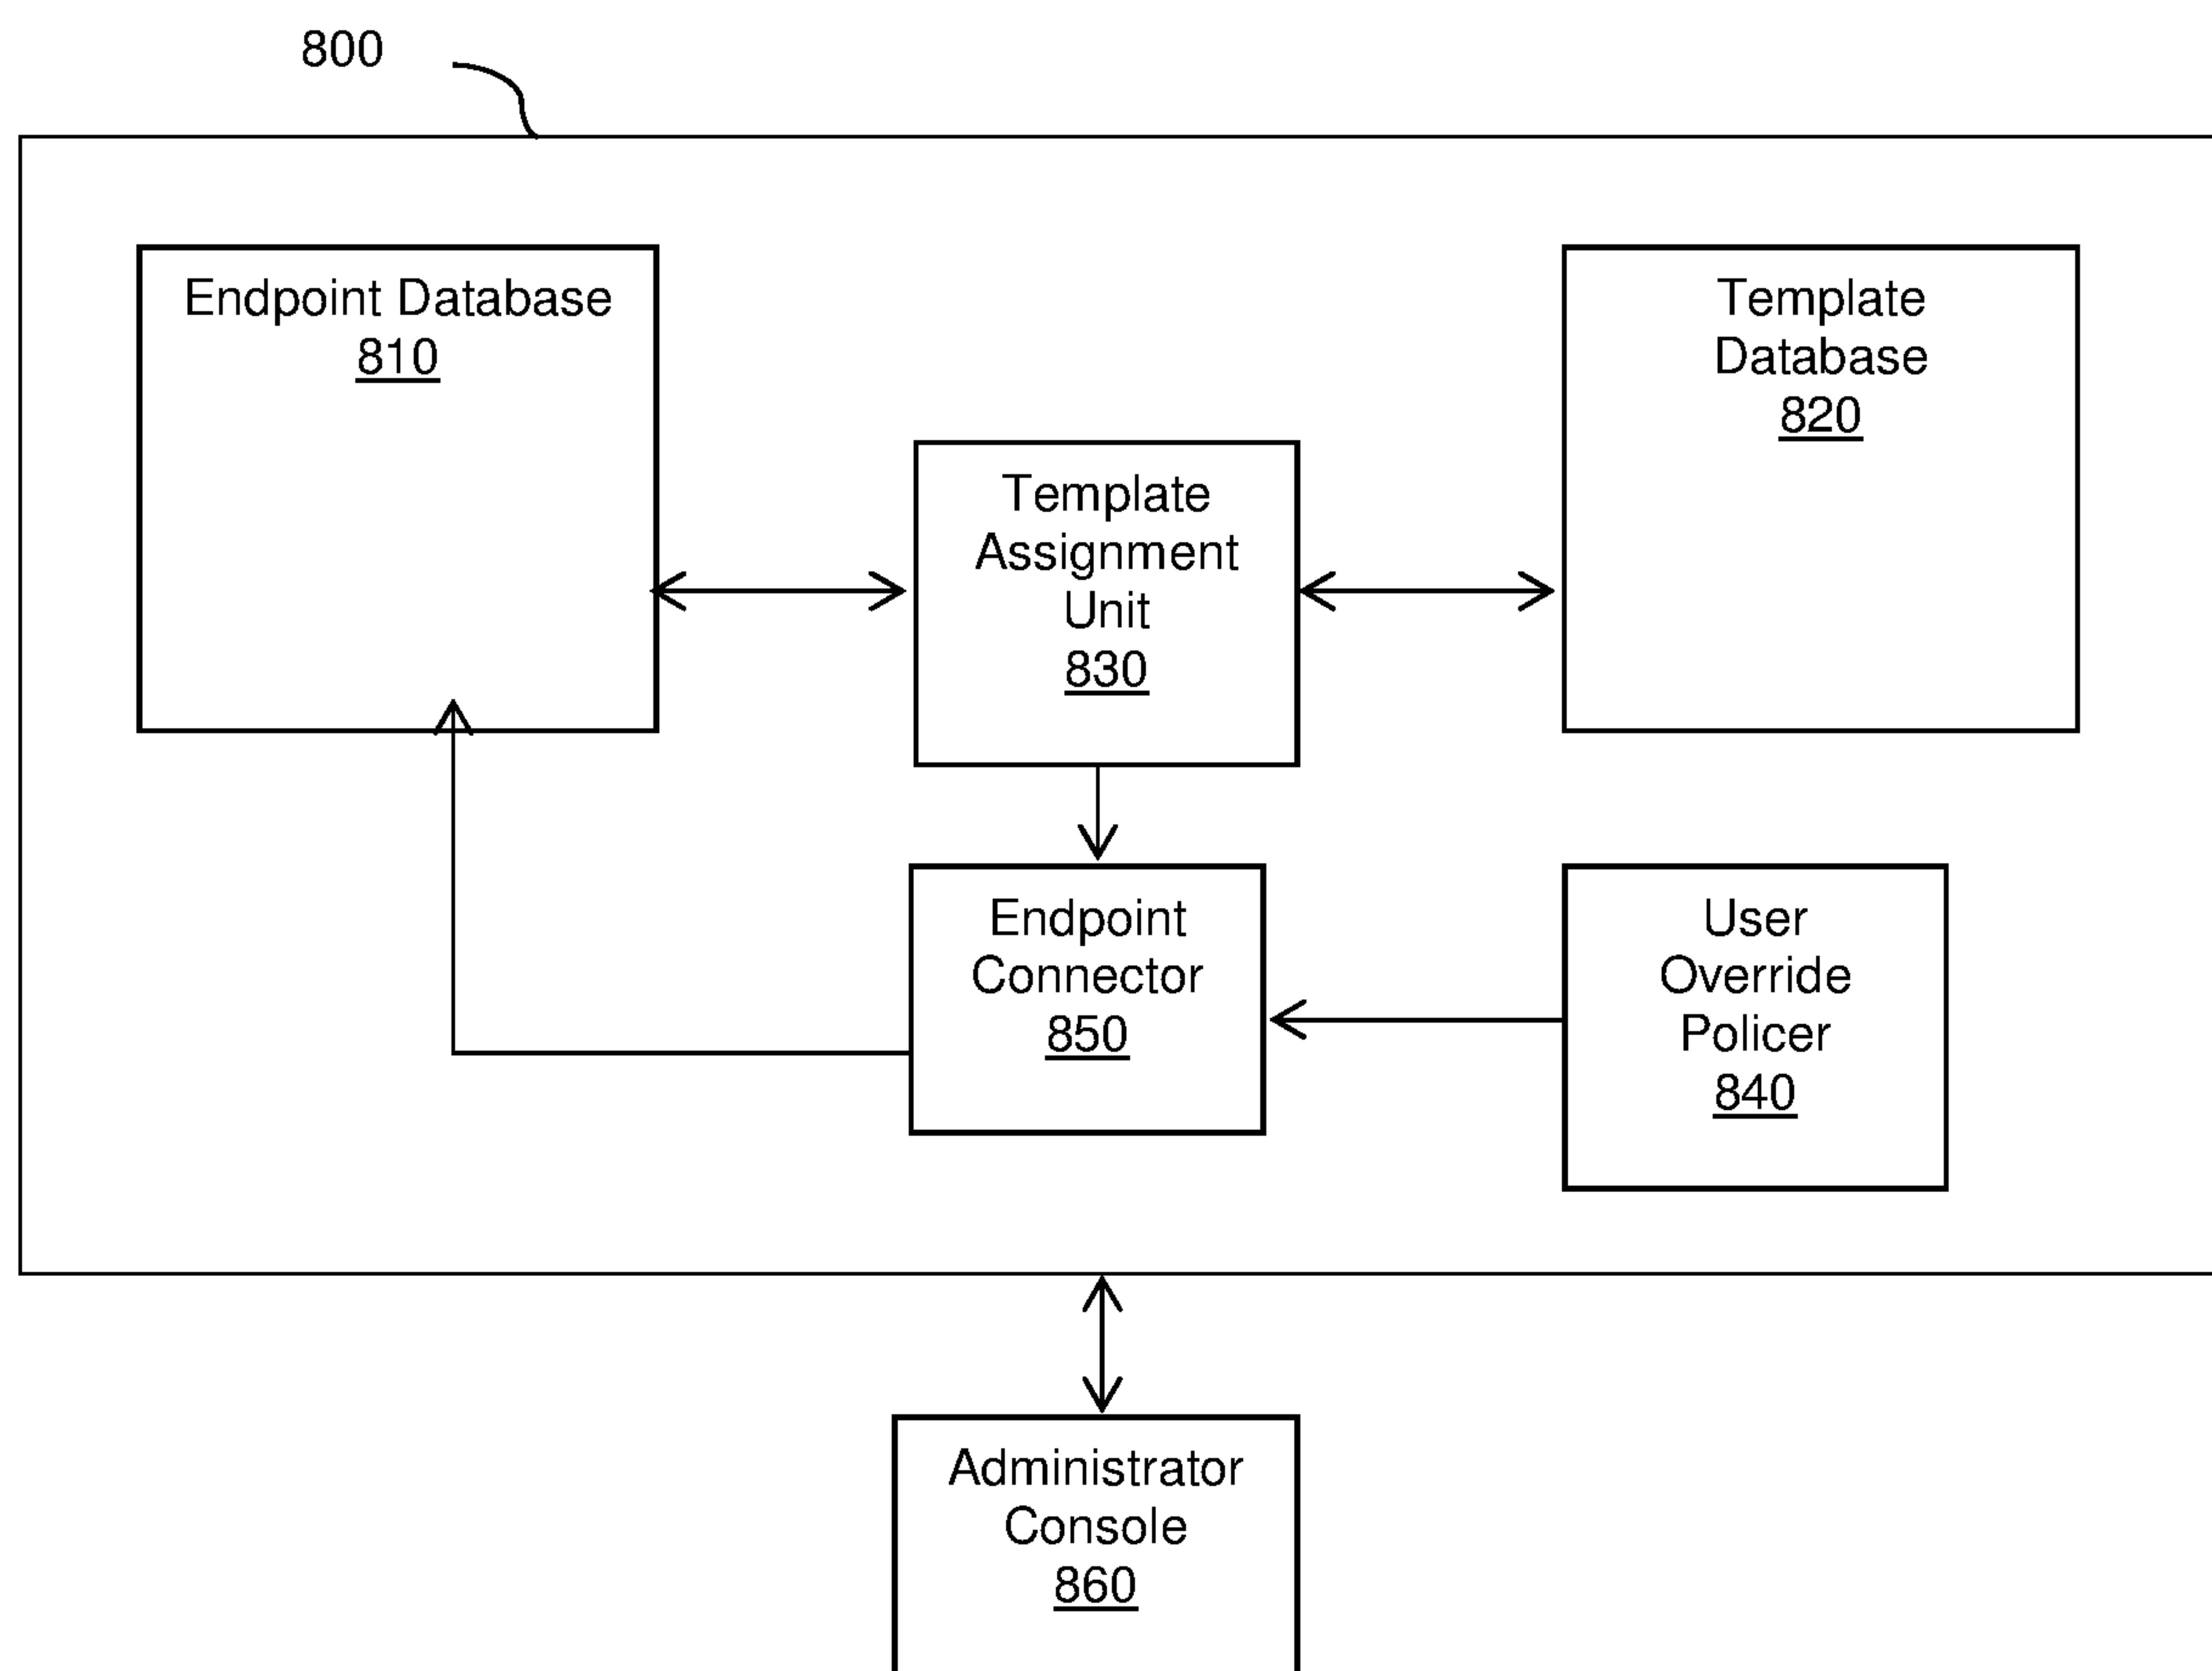 800
Endpoint Database
810
Template
Database
820
Template
Assignment
Unit
830
Endpoint
Connector
850
User
Override
Policer
840
Administrator
Console
860